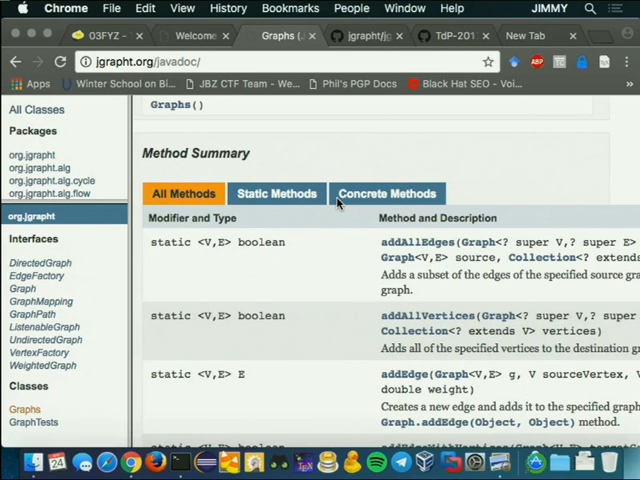 Chrome File Edit View History Bookmarks People Window Help JIMMY
03FYZ - Welcome Graphs (. jgrapht/jg TdP-201 New Tab
jgrapht.org/javadoc/
Apps Winter School on Bi... JBZ CTF Team - We... Phil's PGP Docs Black Hat SEO - Voi...
All Classes
Packages
org.jgrapht
org.jgrapht.alg
org.jgrapht.alg.cycle
org.jgrapht.alg.flow
org.jgrapht
Interfaces
DirectedGraph
EdgeFactory
Graph
GraphMapping
GraphPath
ListenableGraph
UndirectedGraph
VertexFactory
WeightedGraph
Classes
Graphs
GraphTests
Graphs()
Method Summary
All Methods Static Methods Concrete Methods
Modifier and Type Method and Description
static <V,E> boolean addAllEdges(Graph<? super V,? super E>
Graph<V,E> source, Collection<? extends
Adds a subset of the edges of the specified source gra
graph.
static <V,E> boolean addAllVertices(Graph<? super V,? super
Collection<? extends V> vertices)
Adds all of the specified vertices to the destination gra
static <V,E> E addEdge(Graph<V,E> g, V sourceVertex, V
double weight)
Creates a new edge and adds it to the specified graph
Graph.addEdge(Object, Object) method.
24